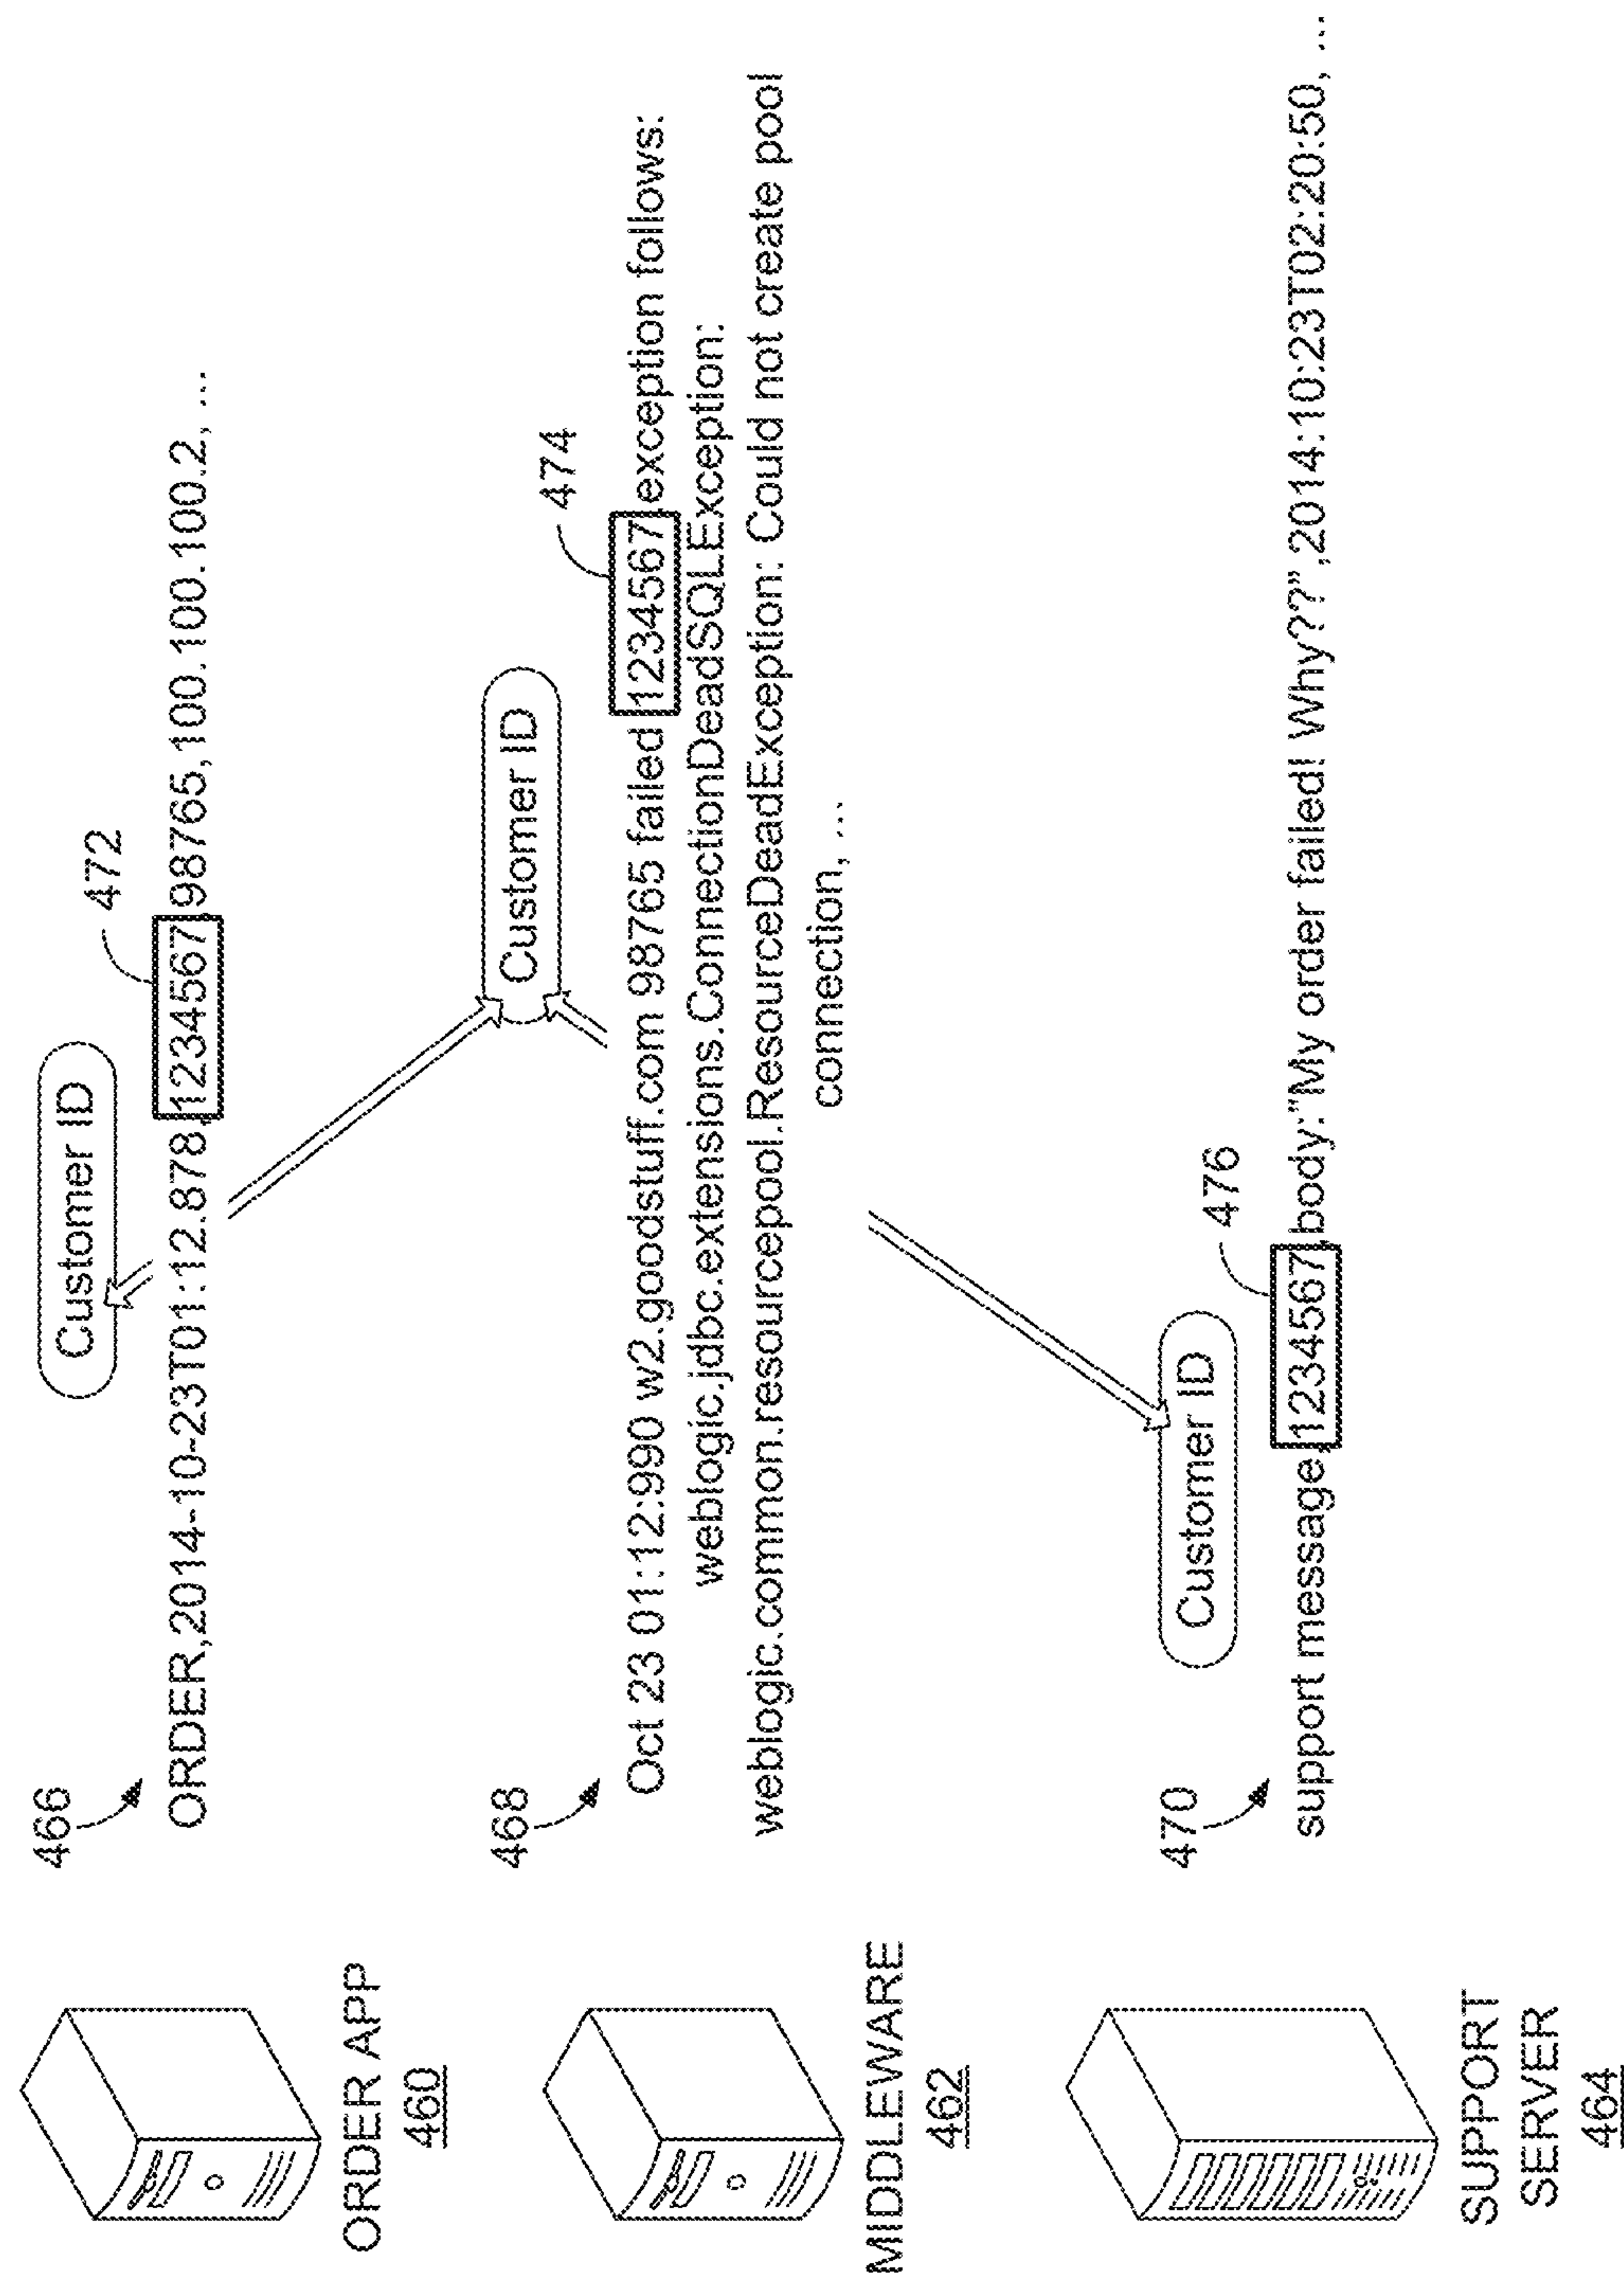 ORDER APP
460
466
Customer ID
472
ORDER,2014-10-23T01:12.878,1234567,98765,100.100.100.2, ...
MIDDLEWARE
462
468
Customer ID
474
Oct 23 01:12:990 w2.goodstuff.com 98765 failed 1234567 exception follows:
weblogic.jdbc.extensions.ConnectionDeadSQLException:
weblogic.common.resourcepool.ResourceDeadException: Could not create pool
connection, ...
SUPPORT
SERVER
464
470
Customer ID
476
support message,1234567,body:"My order failed! Why??",2014:10:23T02:20:50, ...